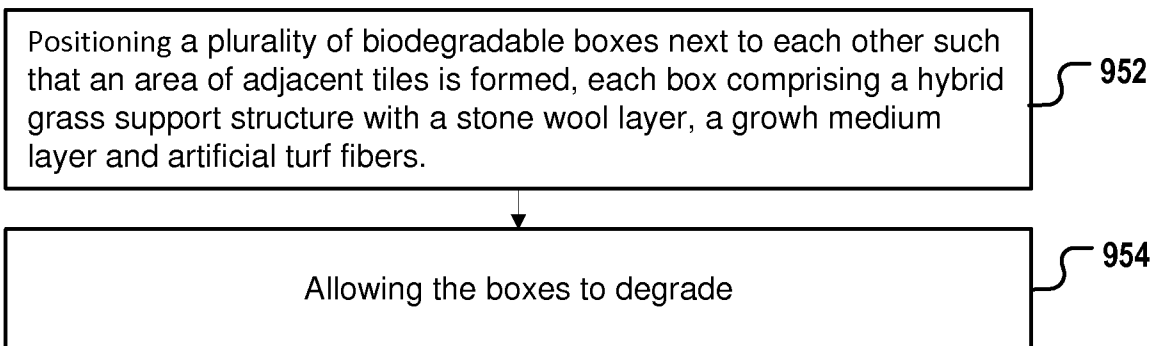 Positioning a plurality of biodegradable boxes next to each other such
that an area of adjacent tiles is formed, each box comprising a hybrid
grass support structure with a stone wool layer, a growh medium
layer and artificial turf fibers.
952
Allowing the boxes to degrade
954